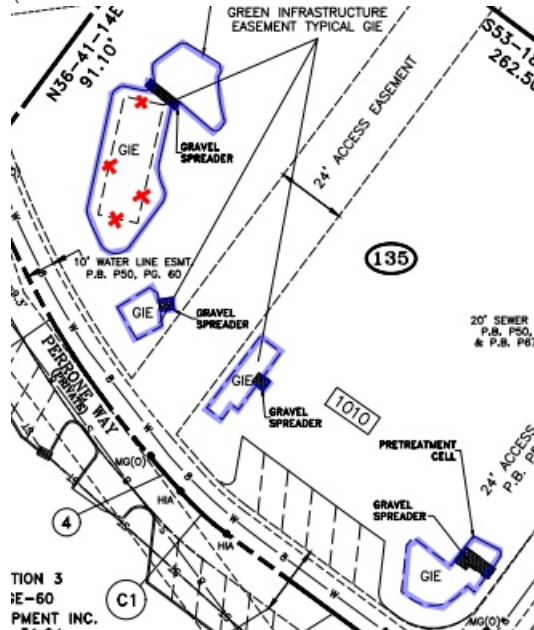 GREEN INFRASTRUCTURE
EASEMENT TYPICAL GIE
N36-41-14E
91.10'
S53-18
262.50
24' ACCESS EASEMENT
GIE
GRAVEL
SPREADER
135
10' WATER LINE ESMT.
P.B. P50, PG. 60
GIE
GRAVEL
SPREADER
20' SEWER
P.B. P50,
& P.B. P67
PERRONE WAY
(PRIVATE)
GIE
GRAVEL
SPREADER
1010
PRETREATMENT
CELL
24' ACCESS
GRAVEL
SPREADER
MG(O)
HIA
4
HIA
GIE
C1
TION 3
GE-60
PMENT INC.
MG(O)